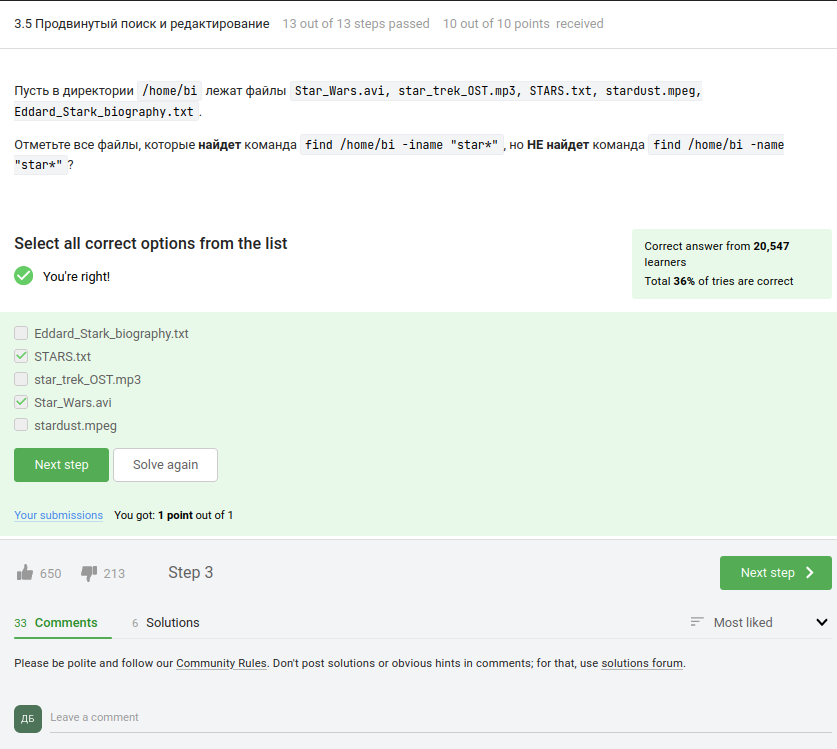 3.5 Продвинутый поиск и редактирование 13 out of 13 steps passed 10 out of 10 points received
Пусть в директории /home/bi лежат файлы Star_Wars.avi, star_trek_OST.mp3, STARS.txt, stardust.mpeg,
Eddard_Stark_biography.txt .
Отметьте все файлы, которые найдет команда find /home/bi -iname "star*" , но НЕ найдет команда find /home/bi -name
"star*" ?
Select all correct options from the list
You're right!
Correct answer from 20,547
learners
Total 36% of tries are correct
Eddard_Stark_biography.txt
STARS.txt
star_trek_OST.mp3
Star_Wars.avi
stardust.mpeg
Next step Solve again
Your submissions You got: 1 point out of 1
650 213 Step 3 Next step
33 Comments 6 Solutions Most liked
Please be polite and follow our Community Rules. Don't post solutions or obvious hints in comments; for that, use solutions forum.
ДБ Leave a comment